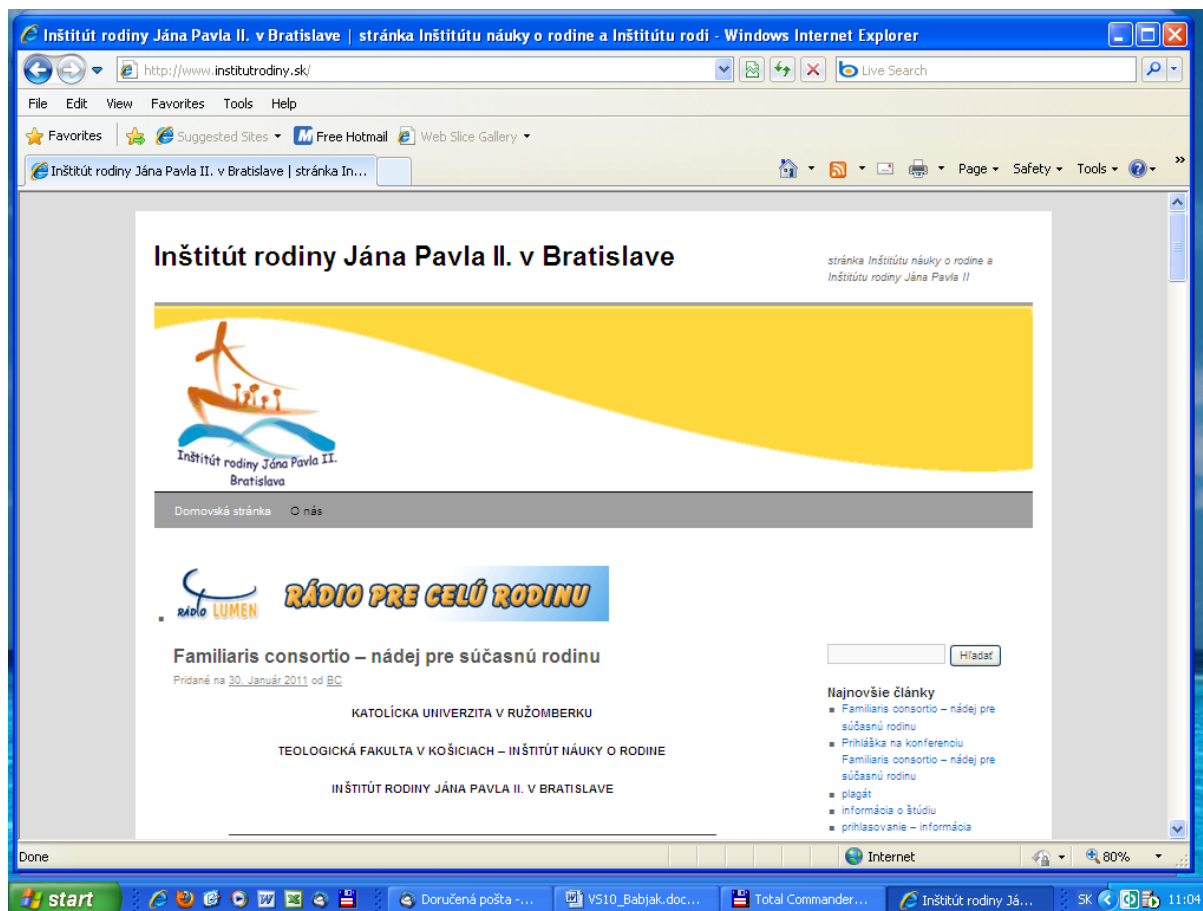 Inštitút rodiny Jána Pavla II. v Bratislave | stránka Inštitútu náuky o rodine a Inštitútu rodi - Windows Internet Explorer
http://www.institutrodiny.sk/
Live Search
File Edit View Favorites Tools Help
Favorites Suggested Sites Free Hotmail Web Slice Gallery
Inštitút rodiny Jána Pavla II. v Bratislave | stránka In...
Page Safety Tools »
Inštitút rodiny Jána Pavla II. v Bratislave
stránka Inštitútu náuky o rodine a
Inštitútu rodiny Jána Pavla II
Inštitút rodiny Jána Pavla II.
Bratislava
Domovská stránka O nás
RÁDIO LUMEN
RÁDIO PRE CELÚ RODINU
Familiaris consortio – nádej pre súčasnú rodinu
Pridané na 30. Január 2011 od BC
KATOLÍCKA UNIVERZITA V RUŽOMBERKU
TEOLOGICKÁ FAKULTA V KOŠICIACH – INŠTITÚT NÁUKY O RODINE
INŠTITÚT RODINY JÁNA PAVLA II. V BRATISLAVE
Hľadať
Najnovšie články
Familiaris consortio – nádej pre
súčasnú rodinu
Prihláška na konferenciu
Familiaris consortio – nádej pre
súčasnú rodinu
plagát
informácia o štúdiu
prihlasovanie – informácia
Done
Internet
80%
start
Doručená pošta -...
VS10_Babjak.doc...
Total Commander...
Inštitút rodiny Já...
SK
11:04